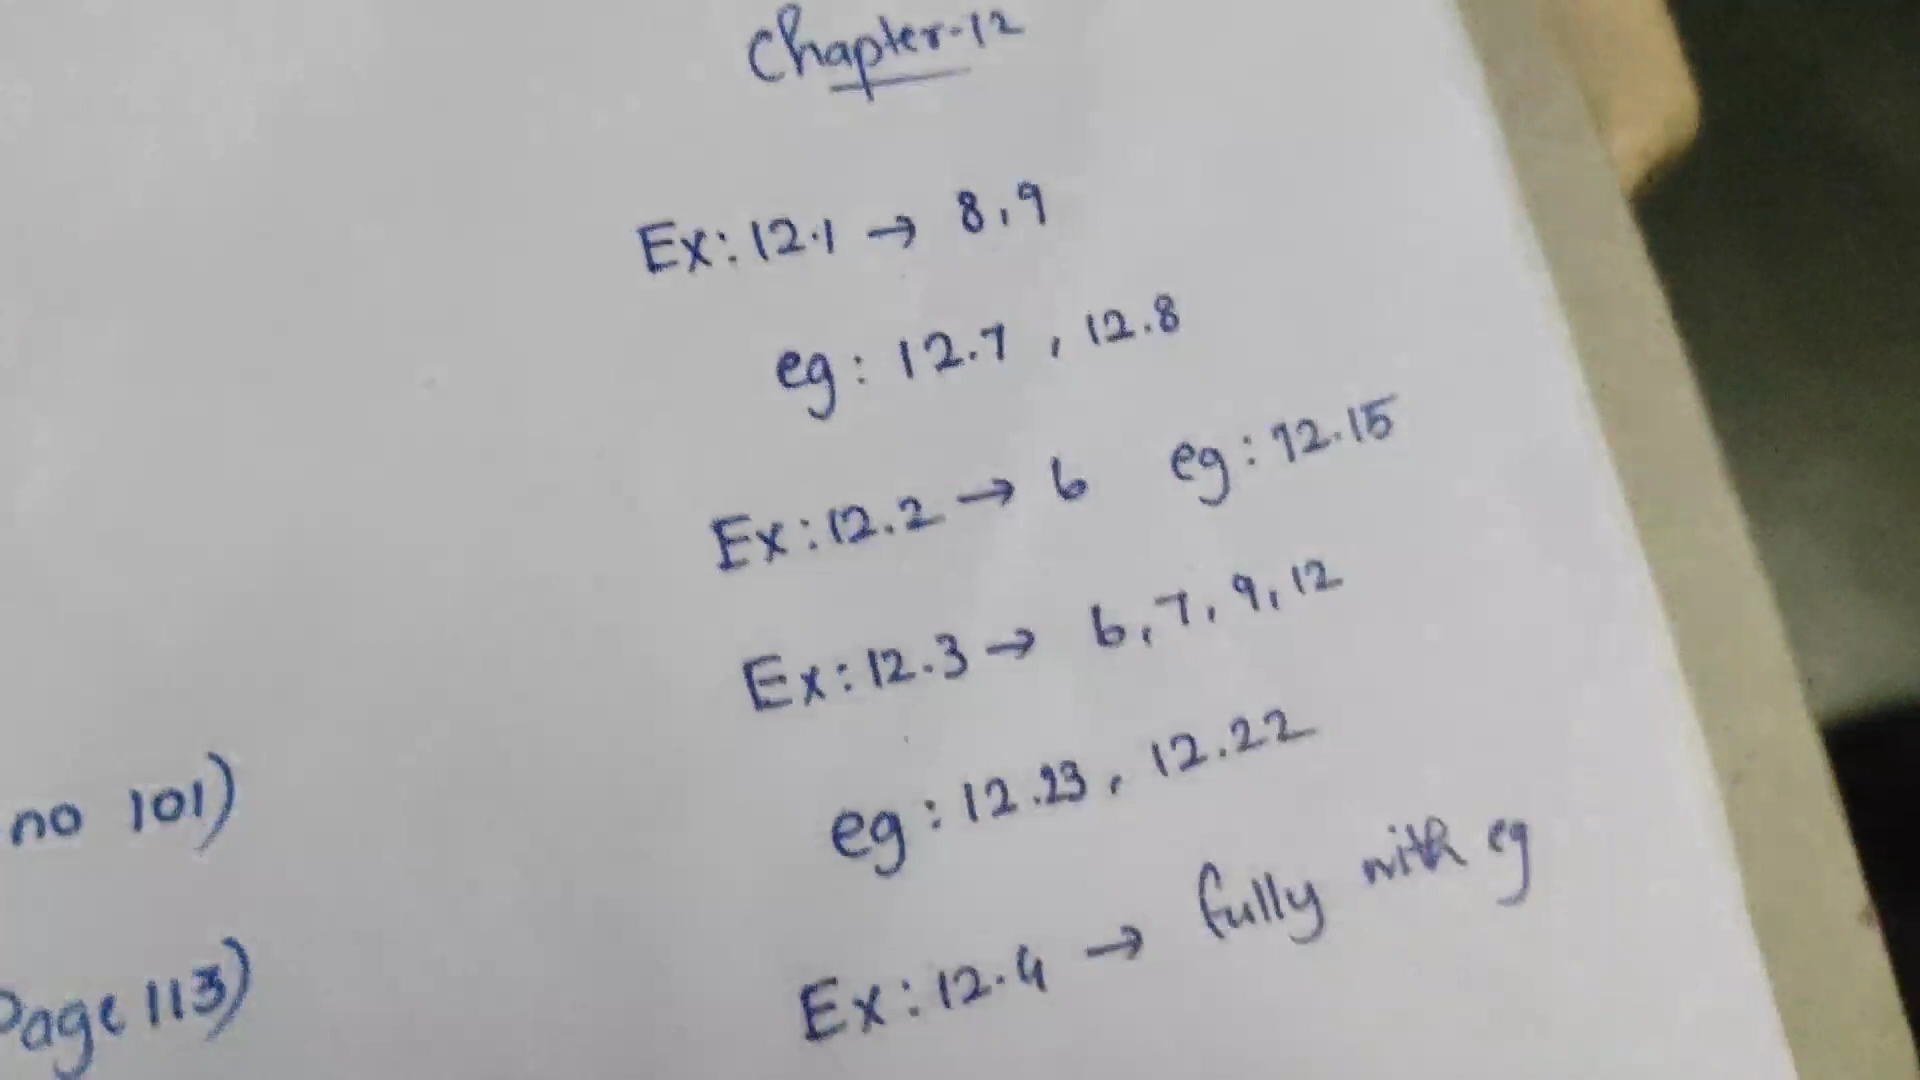 Chapter-12
Ex: 12.1 → 8, 9
eg: 12.7, 12.8
Ex: 12.2 → 6 eg: 12.15
Ex: 12.3 → 6, 7, 9, 12
eg: 12.23, 12.22
no 101)
Ex: 12.4 → fully with eg
Page 113)